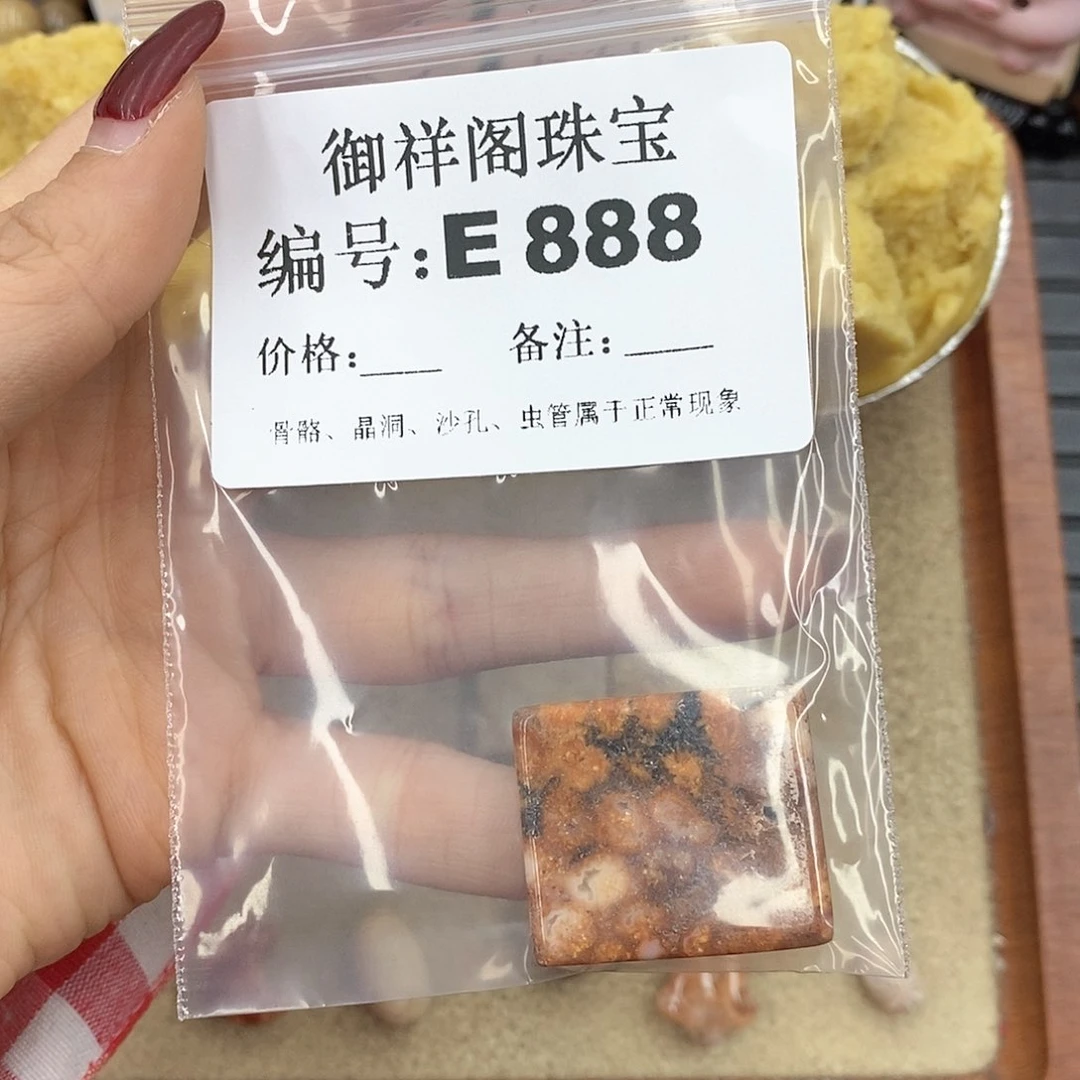 御祥阁珠宝
编号:E 888
价格:____ 备注:____
骨骼、晶洞、沙孔、虫管属于正常现象